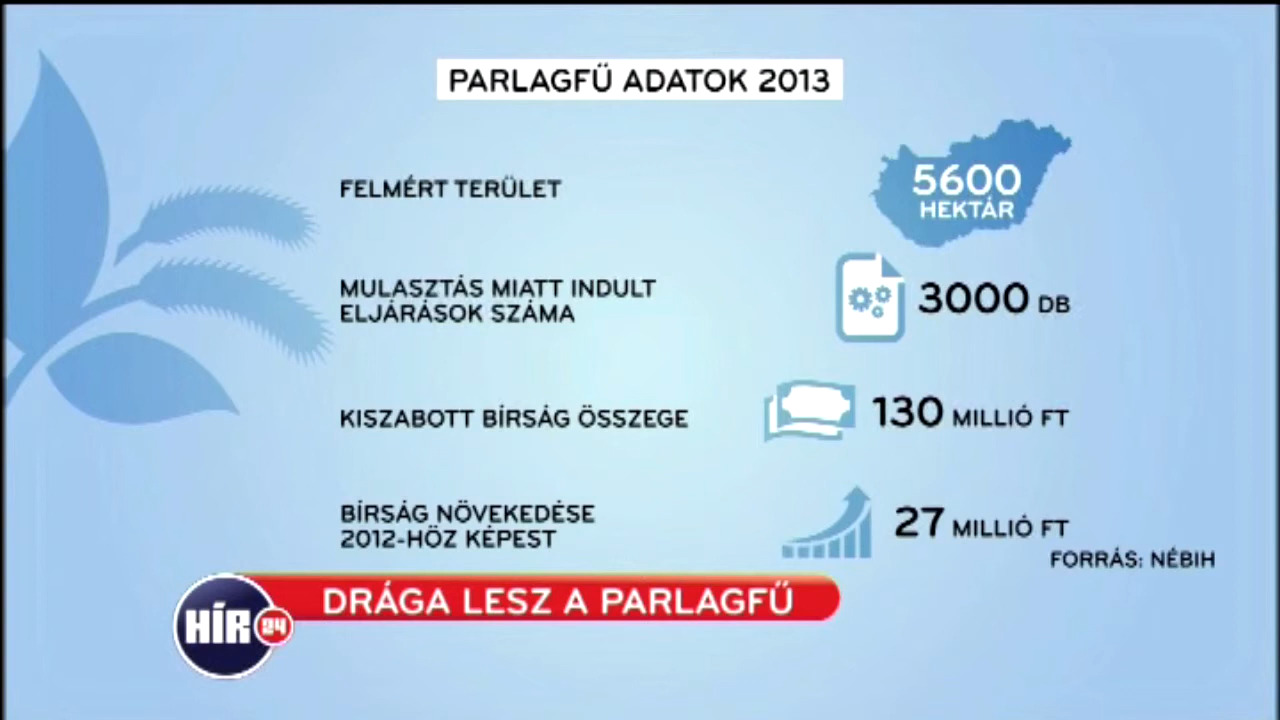 PARLAGFŰ ADATOK 2013
FELMÉRT TERÜLET
5600
HEKTÁR
MULASZTÁS MIATT INDULT
ELJÁRÁSOK SZÁMA
3000 DB
KISZABOTT BÍRSÁG ÖSSZEGE
130 MILLIÓ FT
BÍRSÁG NÖVEKEDÉSE
2012-HÖZ KÉPEST
27 MILLIÓ FT
FORRÁS: NÉBIH
DRÁGA LESZ A PARLAGFŰ
HÍR 24